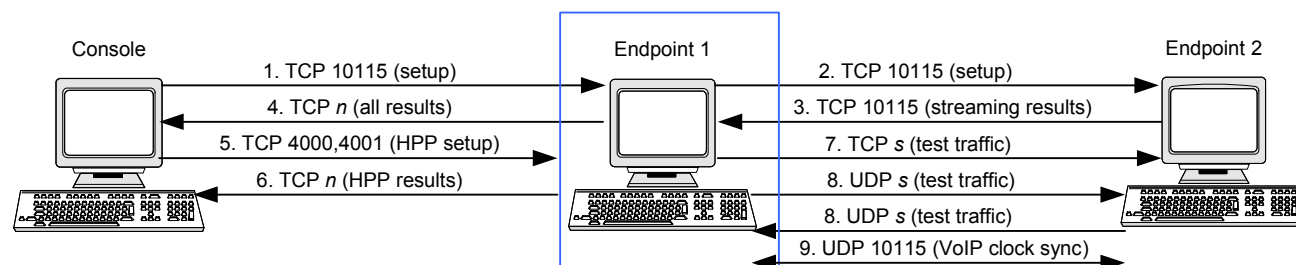 Console
Endpoint 1
Endpoint 2
1. TCP 10115 (setup)
2. TCP 10115 (setup)
4. TCP n (all results)
3. TCP 10115 (streaming results)
5. TCP 4000,4001 (HPP setup)
7. TCP s (test traffic)
6. TCP n (HPP results)
8. UDP s (test traffic)
8. UDP s (test traffic)
9. UDP 10115 (VoIP clock sync)